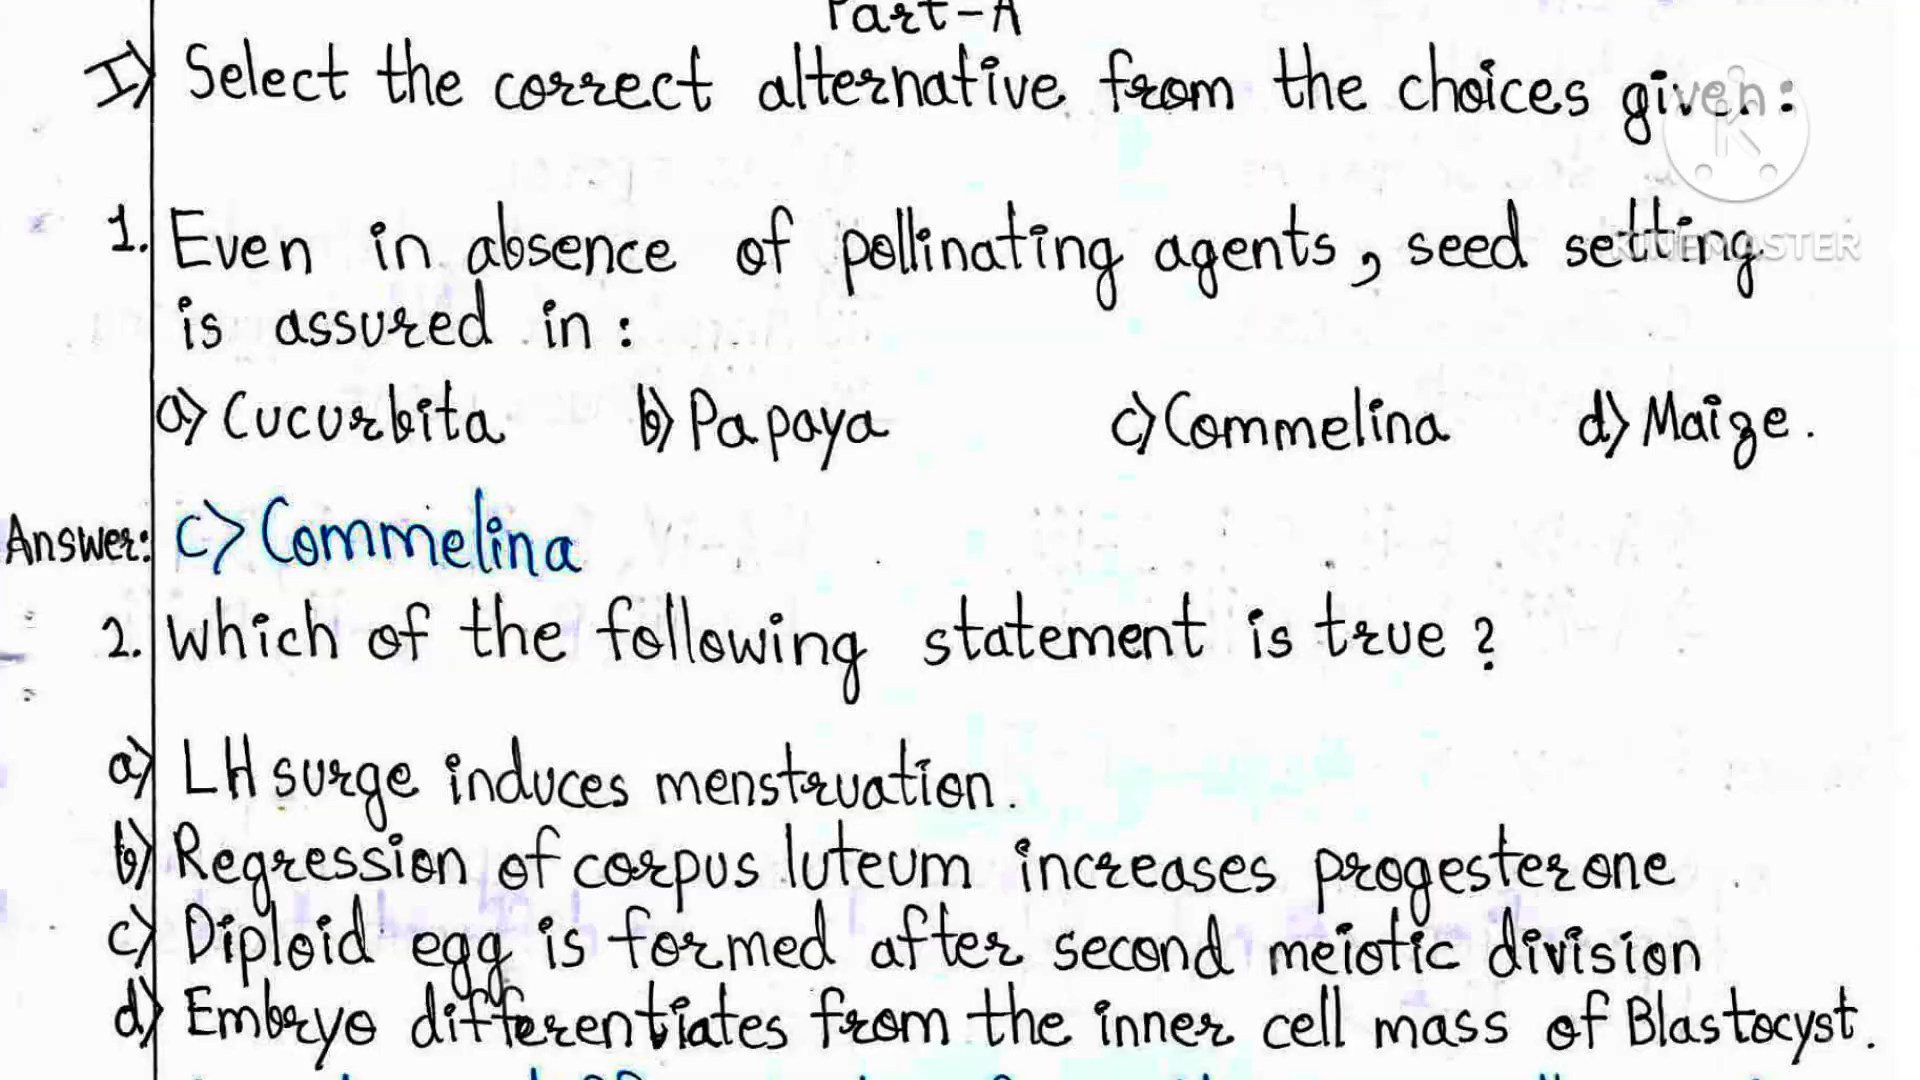 Part-A
I) Select the correct alternative from the choices given:
1. Even in absence of pollinating agents, seed setting
KINEMASTER
is assured in :
a) Cucurbita b) Papaya c) Commelina d) Maize.
Answer: c) Commelina
2. Which of the following statement is true ?
a) LH surge induces menstruation.
b) Regression of corpus luteum increases progesterone
c) Diploid egg is formed after second meiotic division
d) Embryo differentiates from the inner cell mass of Blastocyst.